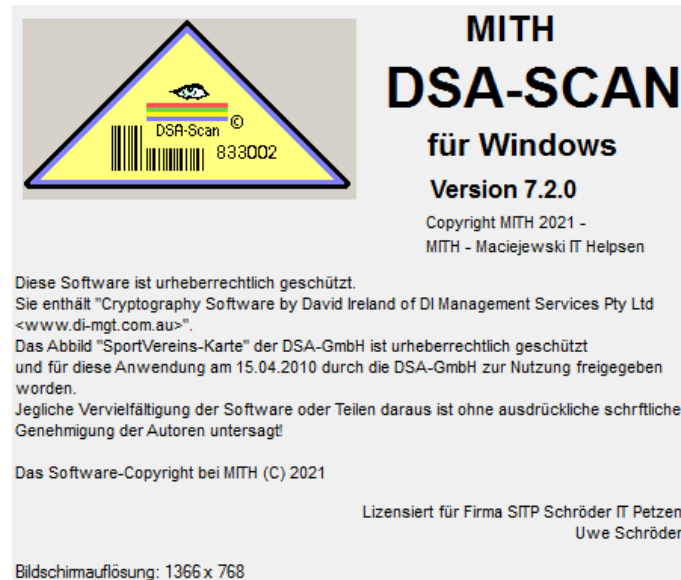 MITH
DSA-SCAN
für Windows
Version 7.2.0
Copyright MITH 2021 -
MITH - Maciejewski IT Helpsen
DSA-Scan ©
833002
Diese Software ist urheberrechtlich geschützt.
Sie enthält "Cryptography Software by David Ireland of DI Management Services Pty Ltd
<www.di-mgt.com.au>".
Das Abbild "SportVereins-Karte" der DSA-GmbH ist urheberrechtlich geschützt
und für diese Anwendung am 15.04.2010 durch die DSA-GmbH zur Nutzung freigegeben
worden.
Jegliche Vervielfältigung der Software oder Teilen daraus ist ohne ausdrückliche schrftliche
Genehmigung der Autoren untersagt!
Das Software-Copyright bei MITH (C) 2021
Lizensiert für Firma SITP Schröder IT Petzen
Uwe Schröder
Bildschimauflösung: 1366 x 768